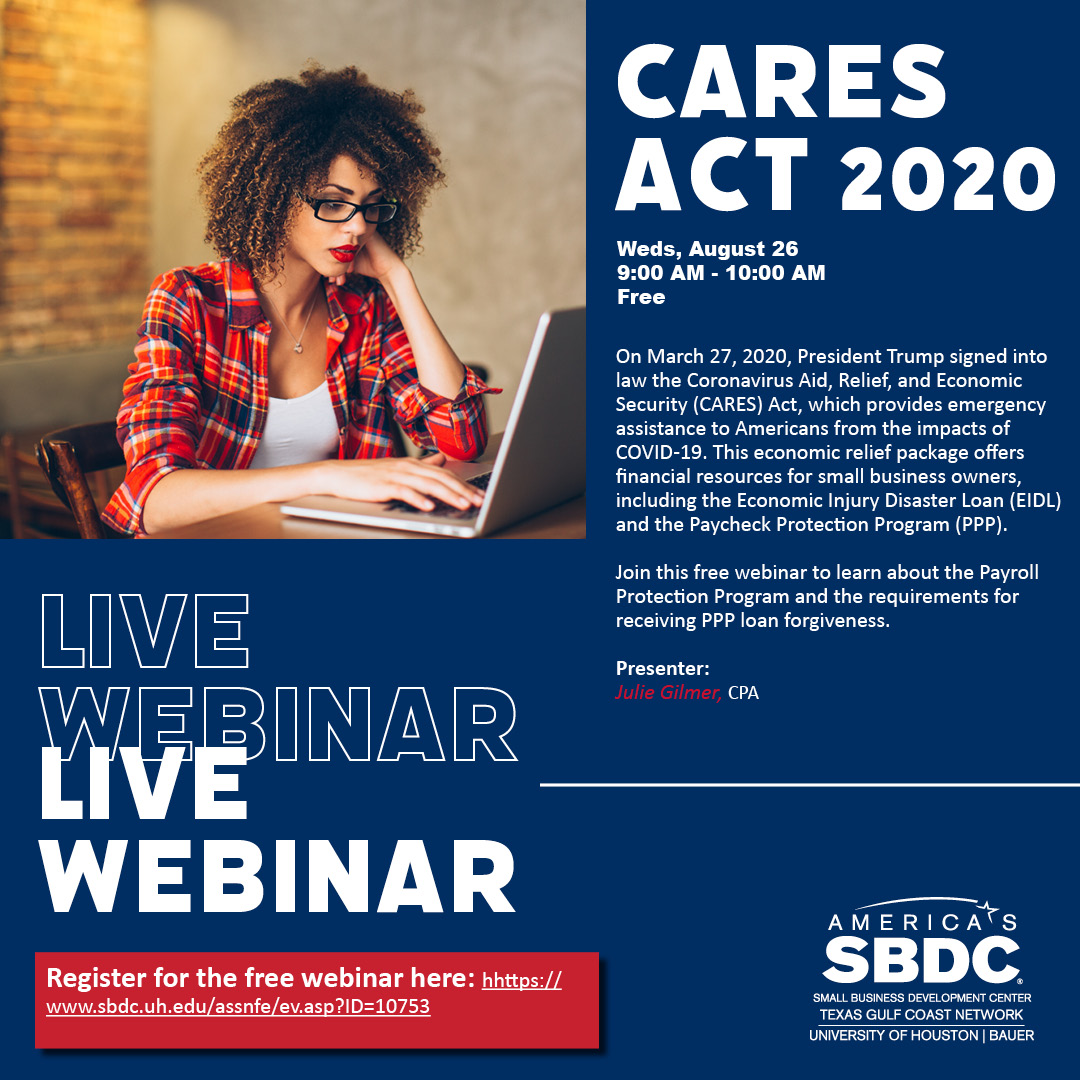 CARES
ACT 2020
Weds, August 26
9:00 AM - 10:00 AM
Free
On March 27, 2020, President Trump signed into
law the Coronavirus Aid, Relief, and Economic
Security (CARES) Act, which provides emergency
assistance to Americans from the impacts of
COVID-19. This economic relief package offers
financial resources for small business owners,
including the Economic Injury Disaster Loan (EIDL)
and the Paycheck Protection Program (PPP).
Join this free webinar to learn about the Payroll
Protection Program and the requirements for
receiving PPP loan forgiveness.
Presenter:
Julie Gilmer, CPA
LIVE
WEBINAR
LIVE
WEBINAR
Register for the free webinar here: hhttps://
www.sbdc.uh.edu/assnfe/ev.asp?ID=10753
AMERICA'S
SBDC®
SMALL BUSINESS DEVELOPMENT CENTER
TEXAS GULF COAST NETWORK
UNIVERSITY OF HOUSTON | BAUER